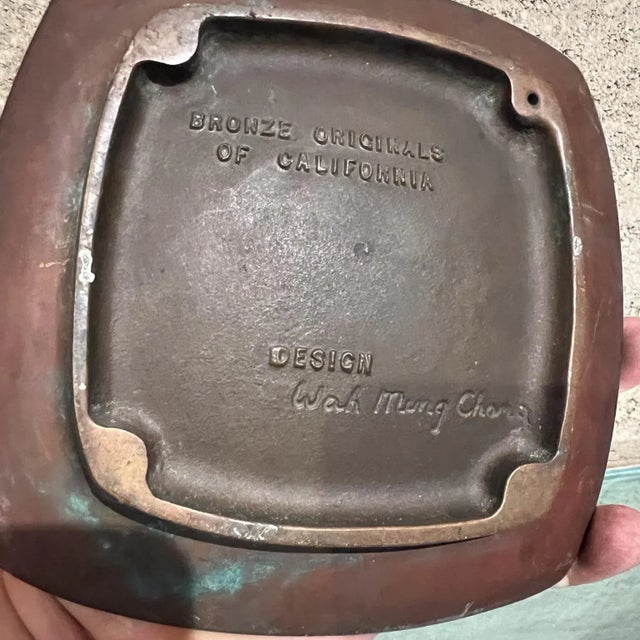 BRONZE ORIGINALS
OF CALIFORNIA
DESIGN
Wah Ming Chang